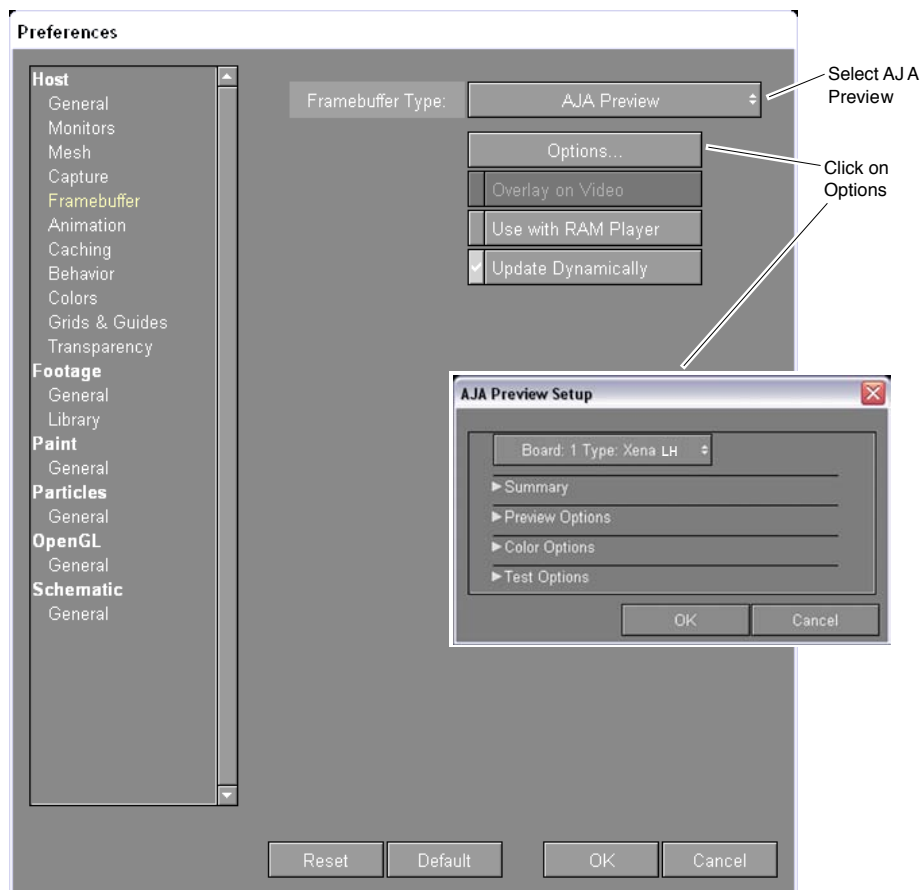 Preferences
Host
General
Monitors
Mesh
Capture
Framebuffer
Animation
Caching
Behavior
Colors
Grids & Guides
Transparency
Footage
General
Library
Paint
General
Particles
General
OpenGL
General
Schematic
General
Framebuffer Type:
AJA Preview
Options...
Overlay on Video
Use with RAM Player
Update Dynamically
Select AJA
Preview
Click on
Options
AJA Preview Setup
Board: 1 Type: Xena LH
Summary
Preview Options
Color Options
Test Options
OK Cancel
Reset Default OK Cancel